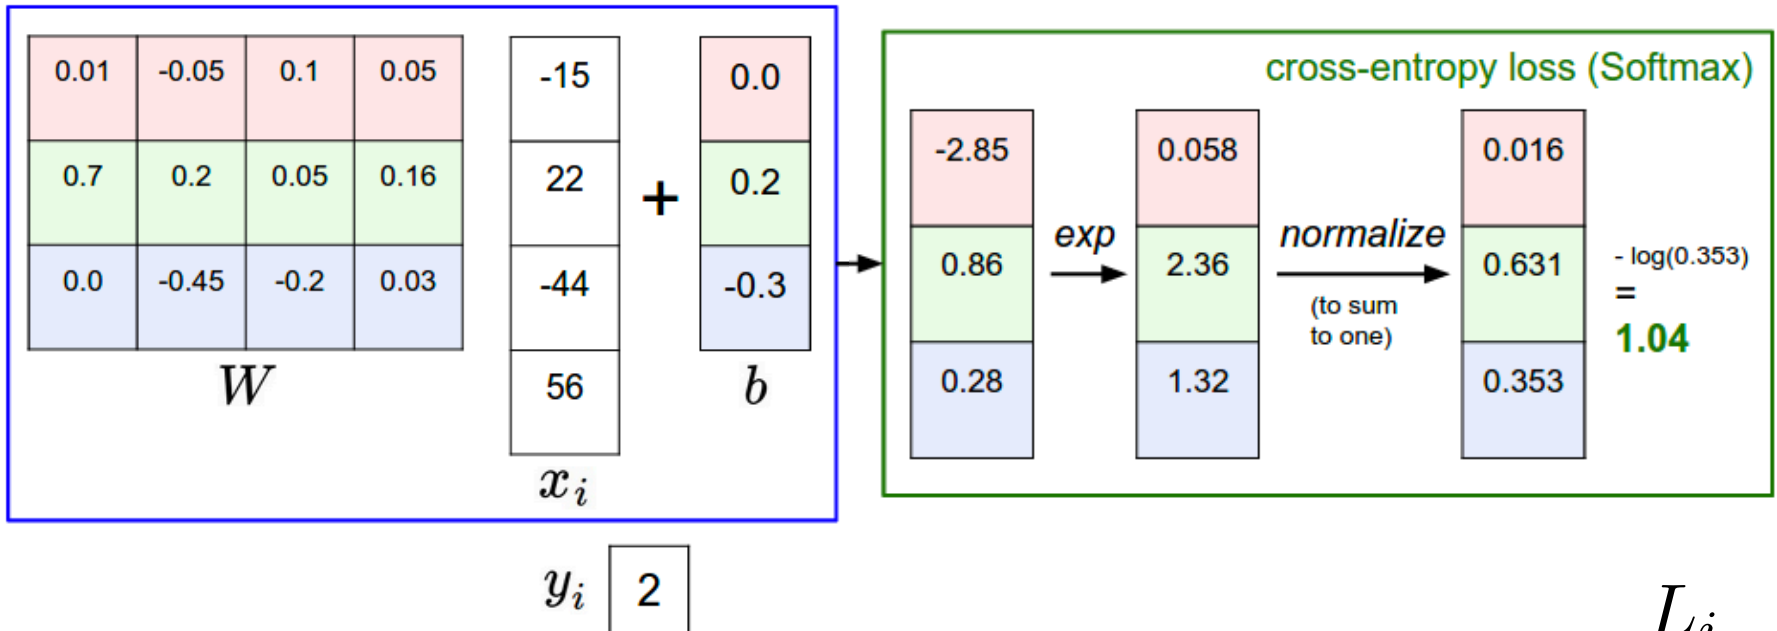 0.01 -0.05 0.1 0.05
0.7 0.2 0.05 0.16
0.0 -0.45 -0.2 0.03
W
-15
22
-44
56
x_i
+
0.0
0.2
-0.3
b
y_i 2
cross-entropy loss (Softmax)
-2.85
0.86
0.28
exp
0.058
2.36
1.32
normalize
(to sum
to one)
0.016
0.631
0.353
- log(0.353)
=
1.04
L_i